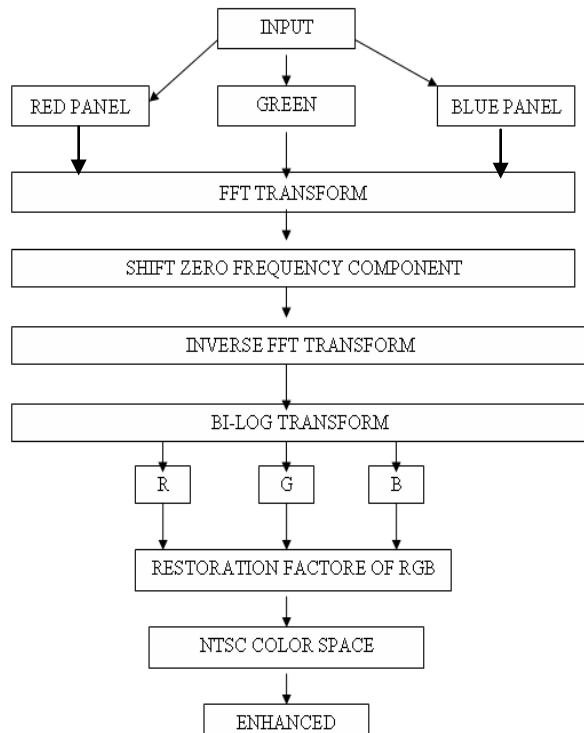 INPUT
RED PANEL
GREEN
BLUE PANEL
FFT TRANSFORM
SHIFT ZERO FREQUENCY COMPONENT
INVERSE FFT TRANSFORM
BI-LOG TRANSFORM
R
G
B
RESTORATION FACTORE OF RGB
NTSC COLOR SPACE
ENHANCED